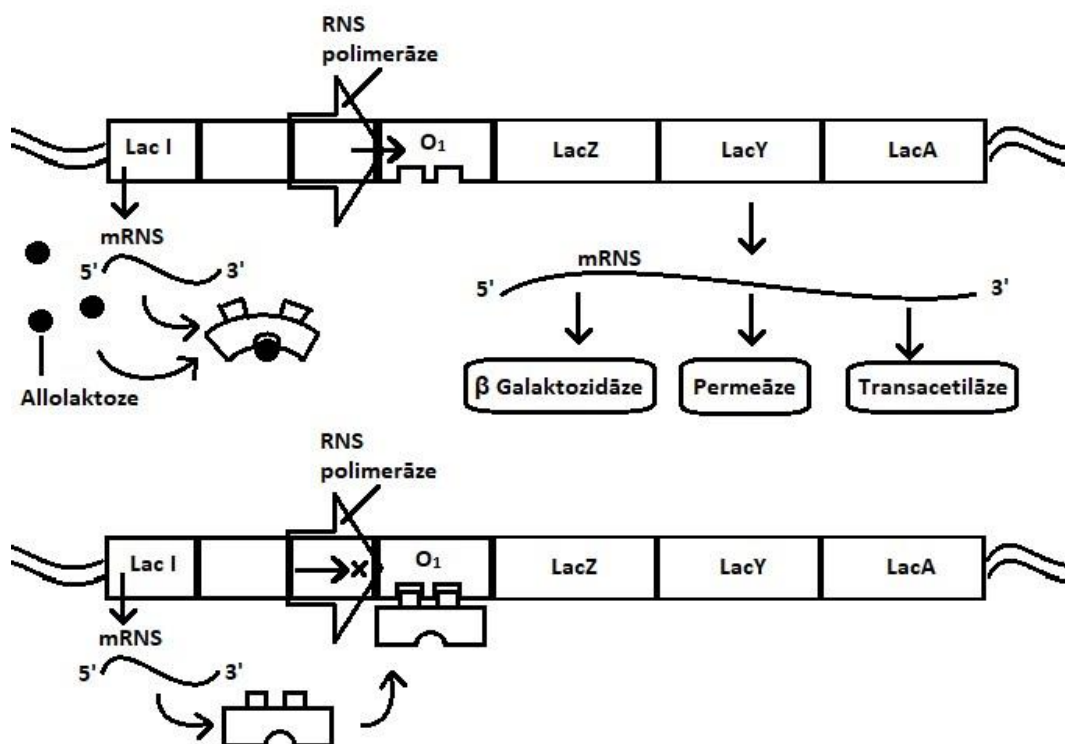 RNS
polimerāze
Lac I
O₁
LacZ
LacY
LacA
mRNS
5'
3'
Allolaktoze
mRNS
5'
3'
β Galaktozidāze
Permeāze
Transacetilāze
RNS
polimerāze
Lac I
O₁
LacZ
LacY
LacA
mRNS
5'
3'